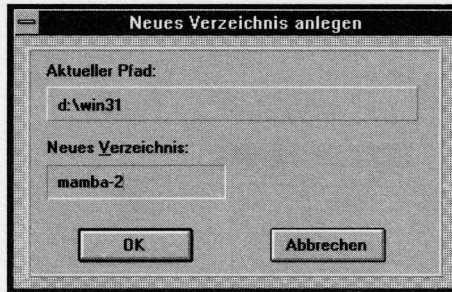 Neues Verzeichnis anlegen
Aktueller Pfad:
d:\win31
Neues Verzeichnis:
mamba-2
OK
Abbrechen